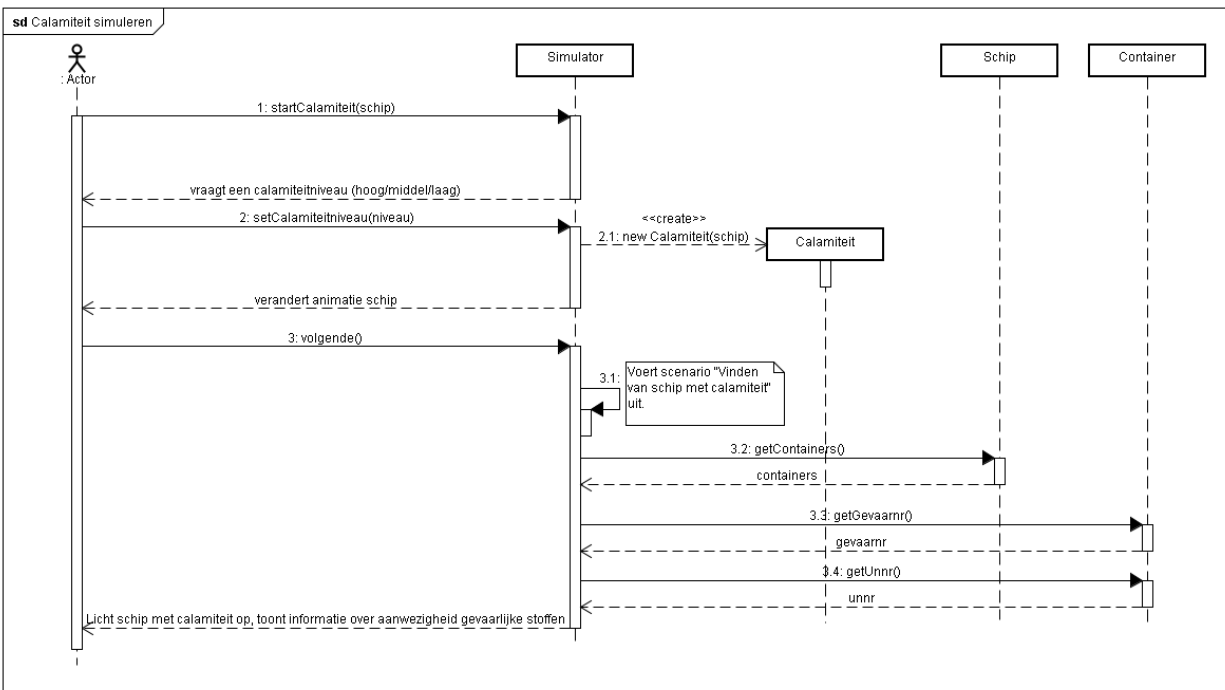 sd Calamiteit simuleren
: Actor
Simulator
Schip
Container
1: startCalamiteit(schip)
vraagt een calamiteitniveau (hoog/middel/laag)
2: setCalamiteitniveau(niveau)
<<create>>
2.1: new Calamiteit(schip)
Calamiteit
verandert animatie schip
3: volgende()
3.1:
Voert scenario "Vinden
van schip met calamiteit"
uit.
3.2: getContainers()
containers
3.3: getGevaarnr()
gevaarnr
3.4: getUnnr()
unnr
Licht schip met calamiteit op, toont informatie over aanwezigheid gevaarlijke stoffen